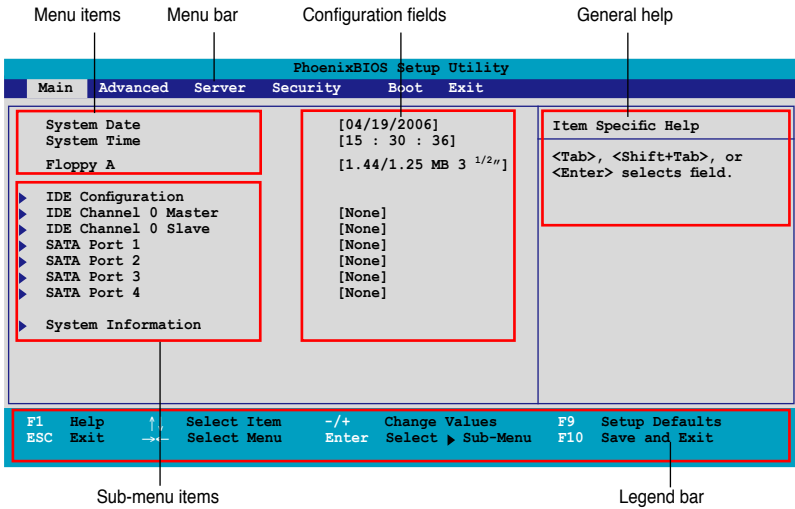 Menu items Menu bar Configuration fields General help
PhoenixBIOS Setup Utility
Main Advanced Server Security Boot Exit
System Date [04/19/2006]
System Time [15 : 30 : 36]
Floppy A [1.44/1.25 MB 3 1/2"]
IDE Configuration
IDE Channel 0 Master [None]
IDE Channel 0 Slave [None]
SATA Port 1 [None]
SATA Port 2 [None]
SATA Port 3 [None]
SATA Port 4 [None]
System Information
Item Specific Help
<Tab>, <Shift+Tab>, or
<Enter> selects field.
F1 Help ↑↓ Select Item -/+ Change Values F9 Setup Defaults
ESC Exit →← Select Menu Enter Select ▶ Sub-Menu F10 Save and Exit
Sub-menu items Legend bar